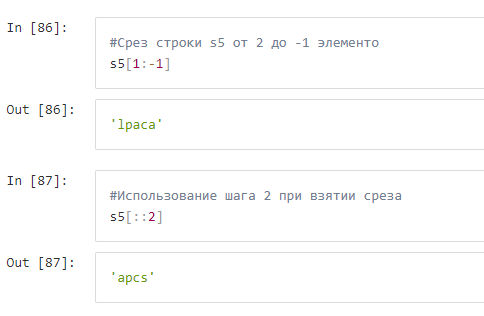 In [86]:
#Срез строки s5 от 2 до -1 элементо
s5[1:-1]
Out [86]:
'lpaca'
In [87]:
#Использование шага 2 при взятии среза
s5[::2]
Out [87]:
'apcs'